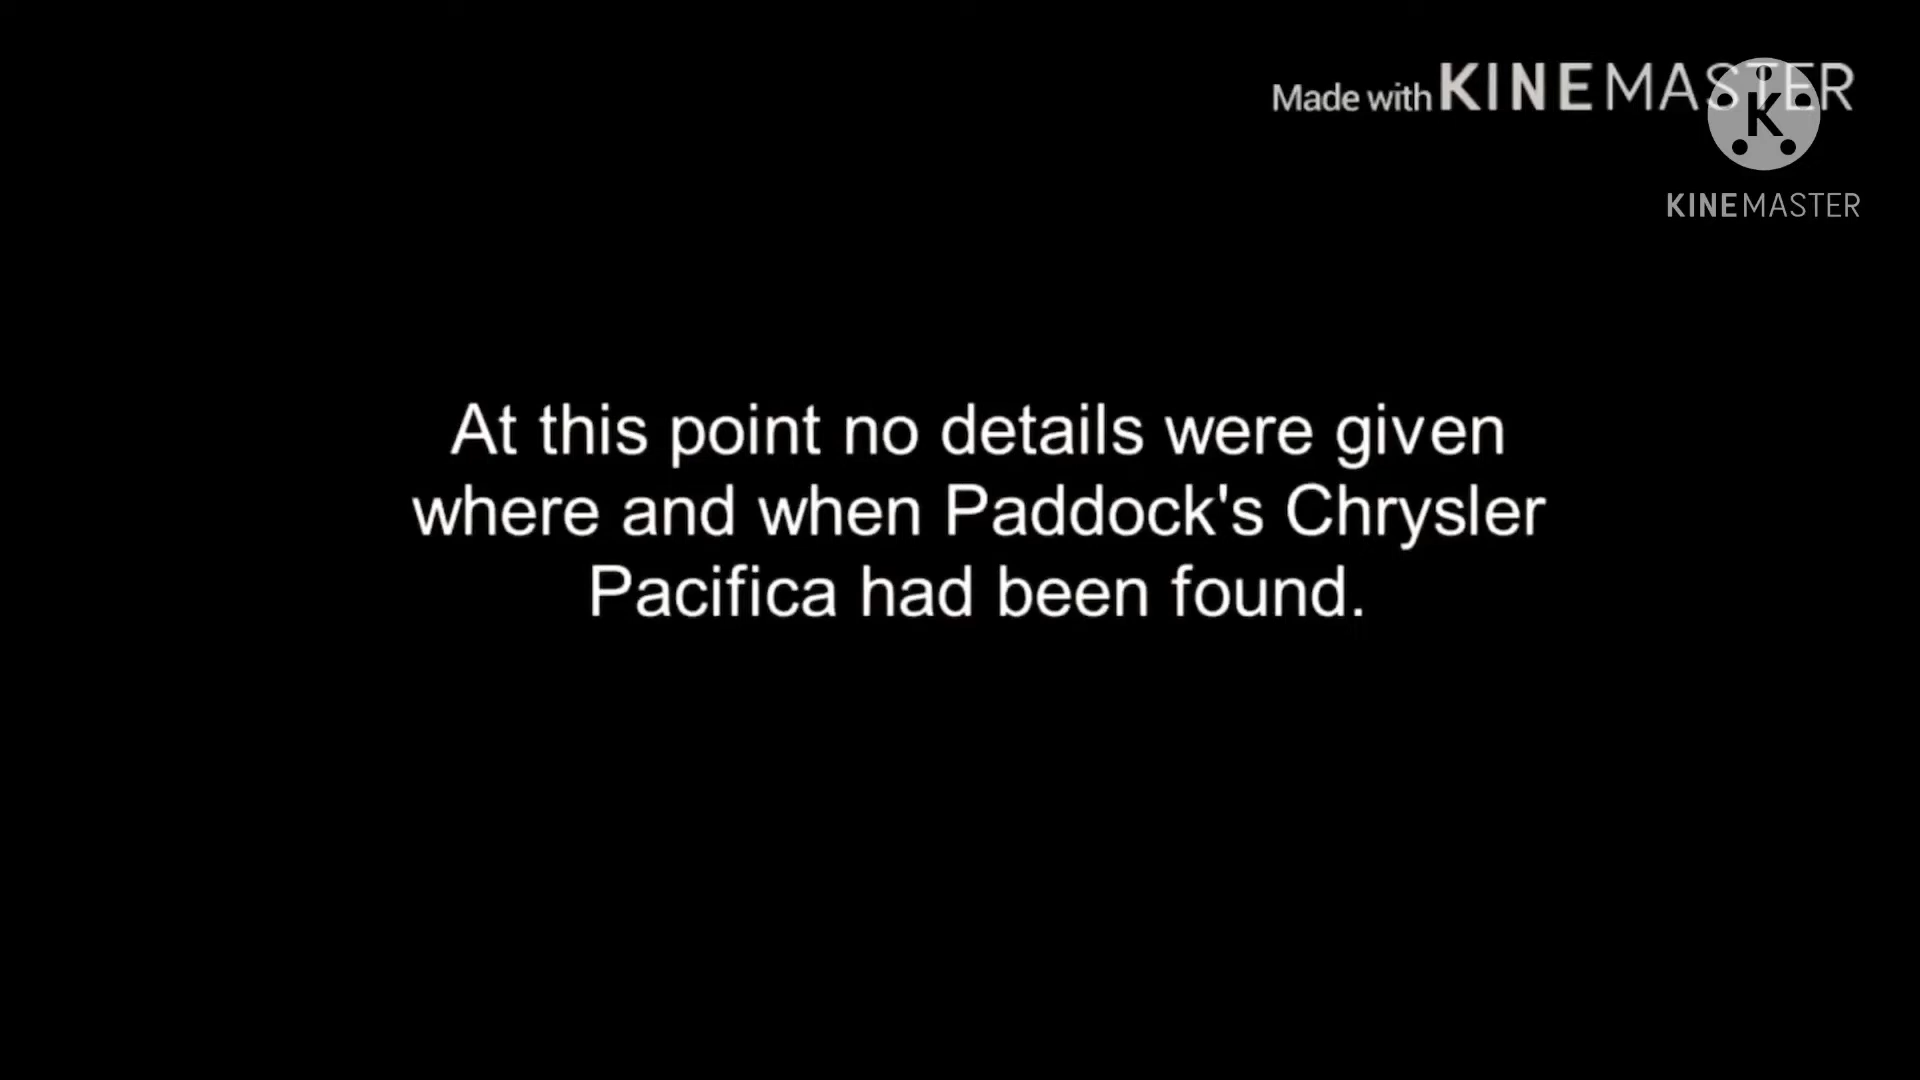 Made with KINEMASTER
K
KINEMASTER
At this point no details were given
where and when Paddock's Chrysler
Pacifica had been found.